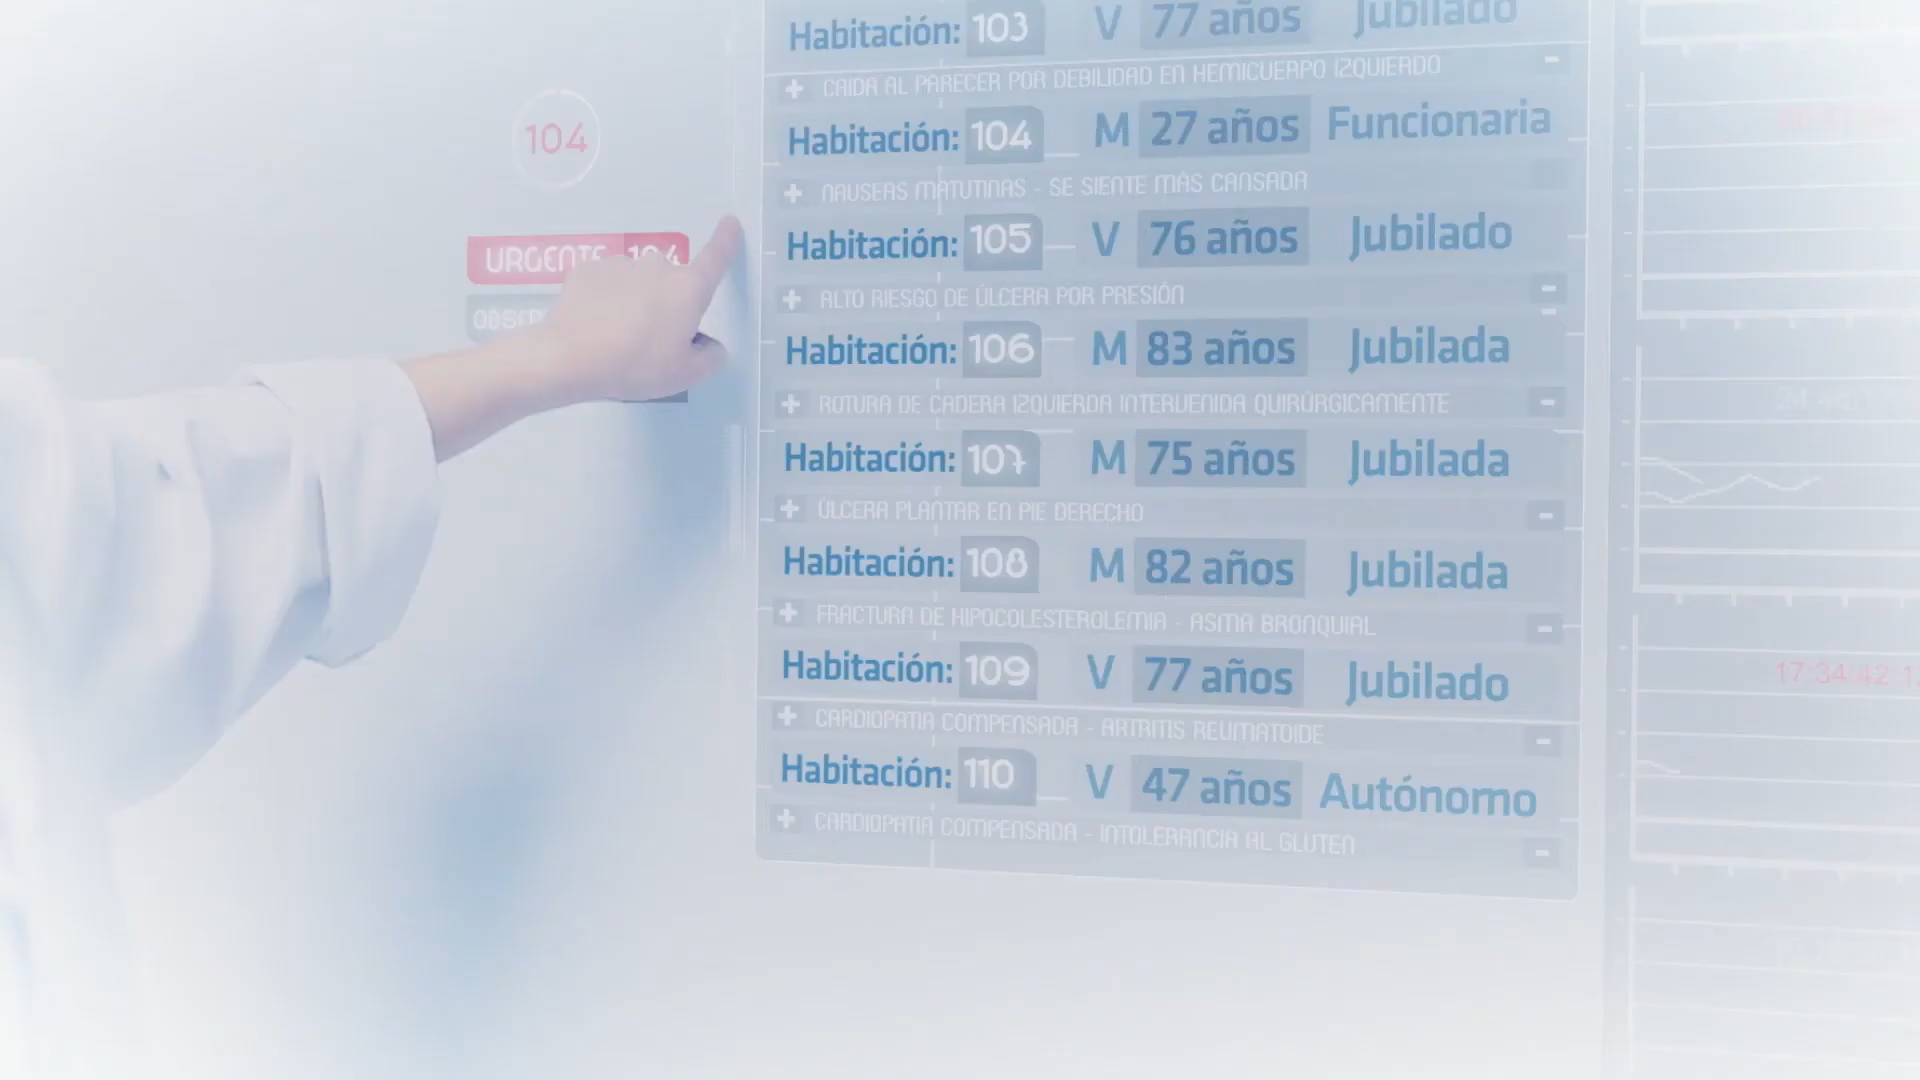 Habitación: 103 V 77 años Jubilado
CAIDA AL PARECER POR DEBILIDAD EN HEMICUERPO IZQUIERDO
104
Habitación: 104 M 27 años Funcionaria
NAUSEAS MATUTINAS - SE SIENTE MÁS CANSADA
URGENTE 104
Habitación: 105 V 76 años Jubilado
ALTO RIESGO DE ÚLCERA POR PRESIÓN
Habitación: 106 M 83 años Jubilada
ROTURA DE CADERA IZQUIERDA INTERVENIDA QUIRÚRGICAMENTE
Habitación: 107 M 75 años Jubilada
ÚLCERA PLANTAR EN PIE DERECHO
Habitación: 108 M 82 años Jubilada
FRACTURA DE HIPOCOLESTEROLEMIA - ASMA BRONQUIAL
Habitación: 109 V 77 años Jubilado
CARDIOPATIA COMPENSADA - ARTRITIS REUMATOIDE
Habitación: 110 V 47 años Autónomo
CARDIOPATIA COMPENSADA - INTOLERANCIA AL GLUTEN